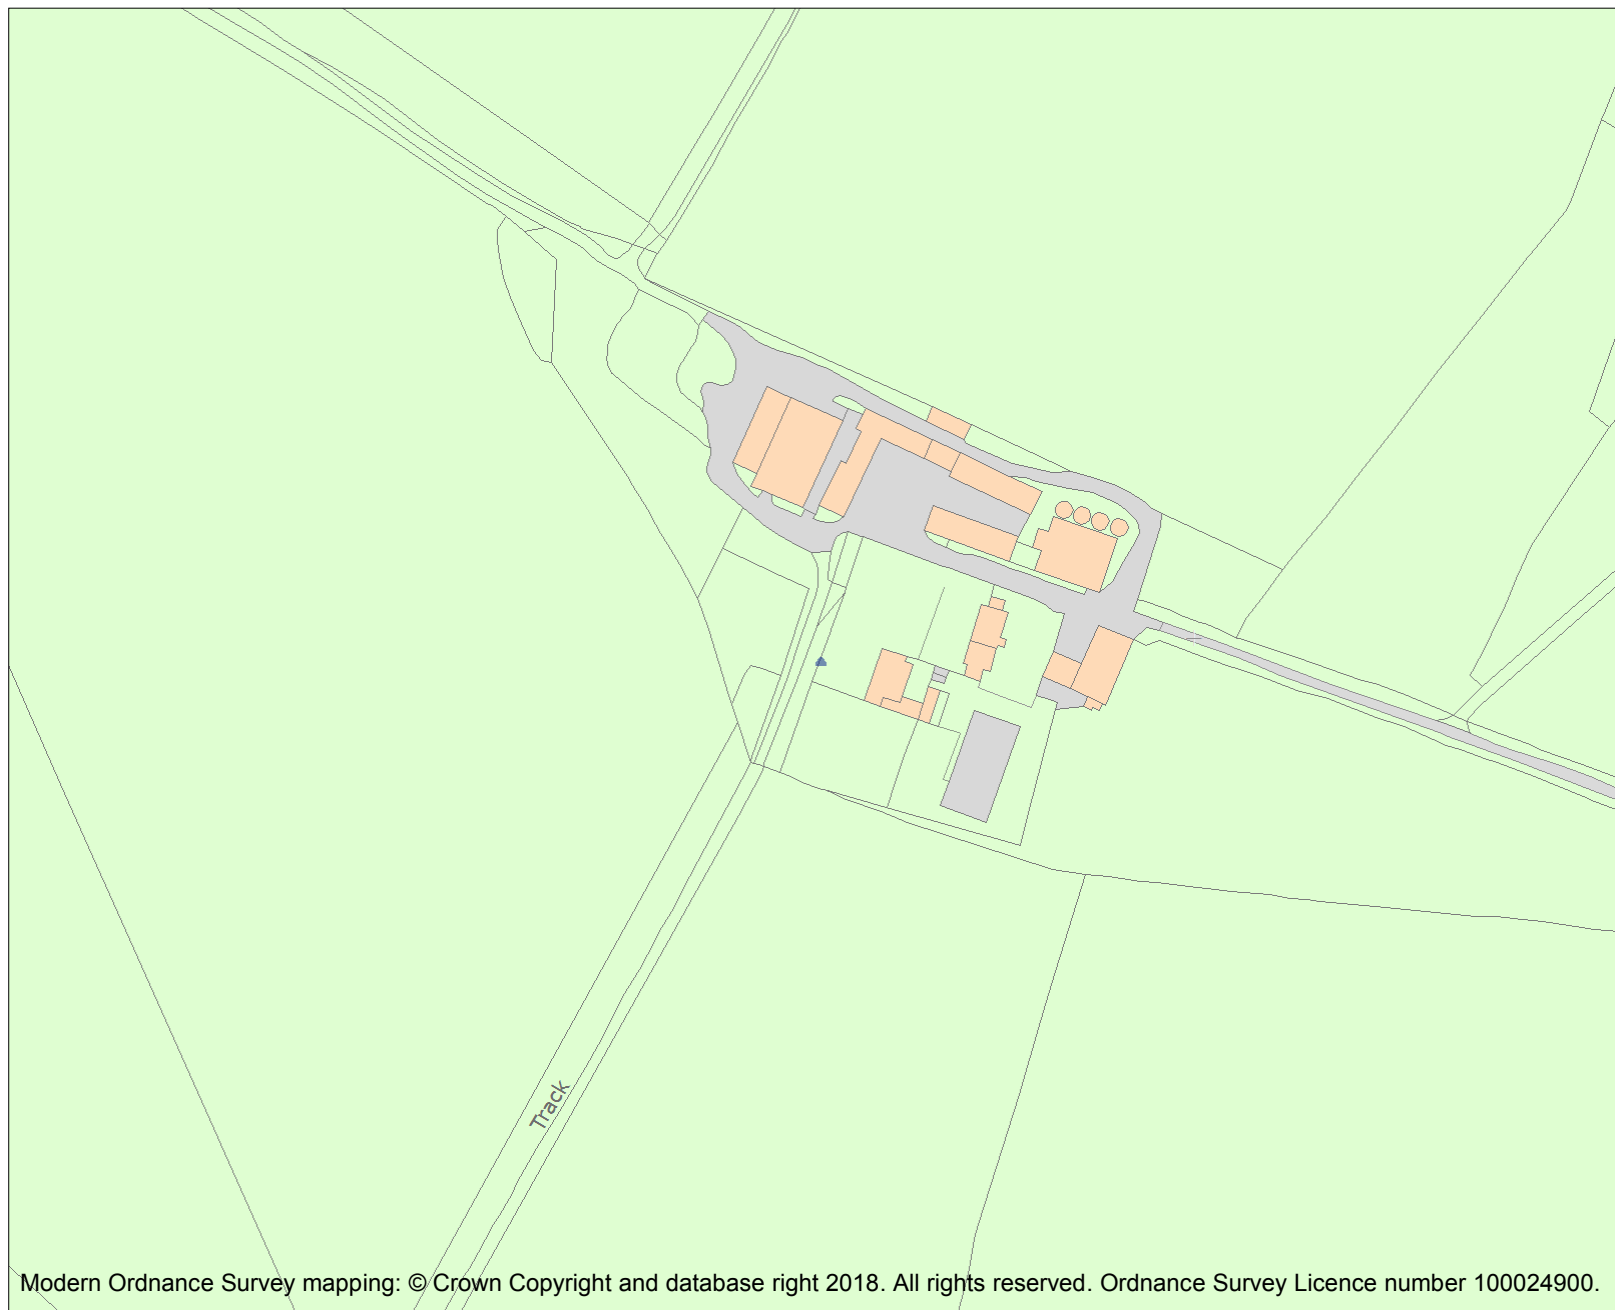 Track
Modern Ordnance Survey mapping: © Crown Copyright and database right 2018. All rights reserved. Ordnance Survey Licence number 100024900.